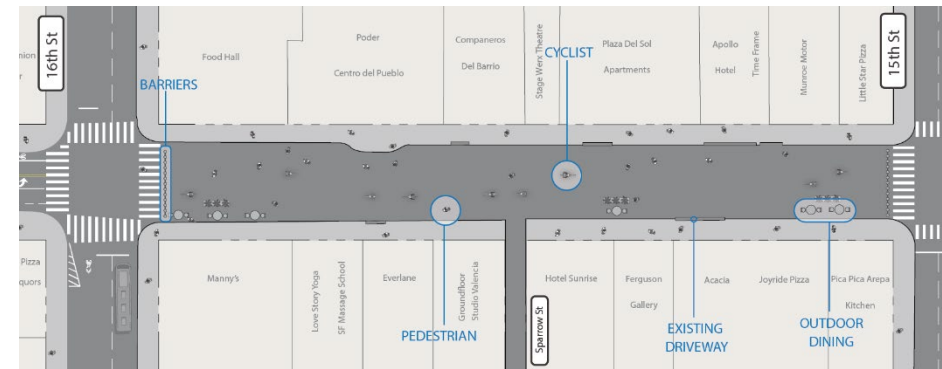 16th St
nion
r
Food Hall
Poder
Centro del Pueblo
Companeros
Del Barrio
Stage Werx Theatre
CYCLIST
Plaza Del Sol
Apartments
Apollo
Hotel
Time Frame
Munroe Motor
Little Star Pizza
15th St
BARRIERS
Pizza
quors
Manny's
Love Story Yoga
SF Massage School
Everlane
Groundfloor
Studio Valencia
PEDESTRIAN
Sparrow St
Hotel Sunrise
Ferguson
Gallery
Acacia
Joyride Pizza
Pica Pica Arepa
Kitchen
EXISTING
DRIVEWAY
OUTDOOR
DINING